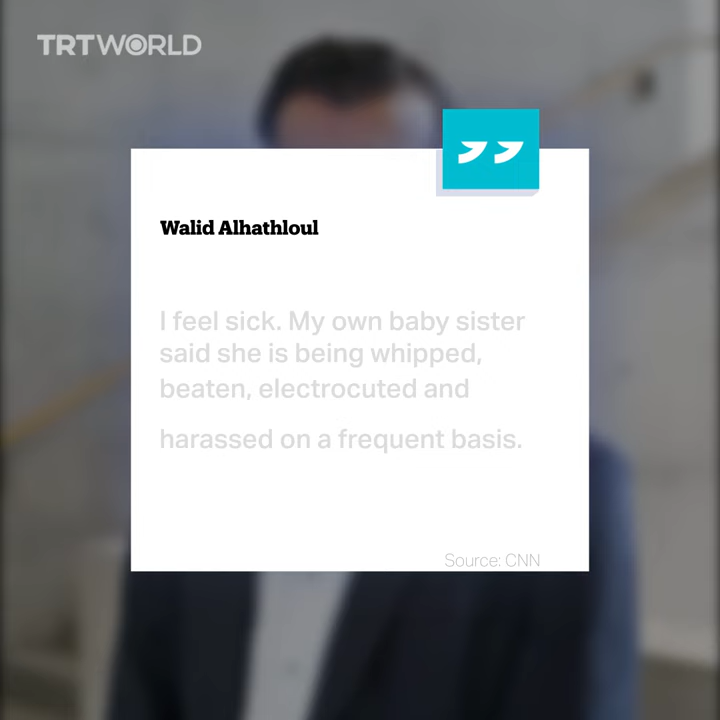 TRTWORLD
Walid Alhathloul
I feel sick. My own baby sister
said she is being whipped,
beaten, electrocuted and
harassed on a frequent basis.
Source: CNN